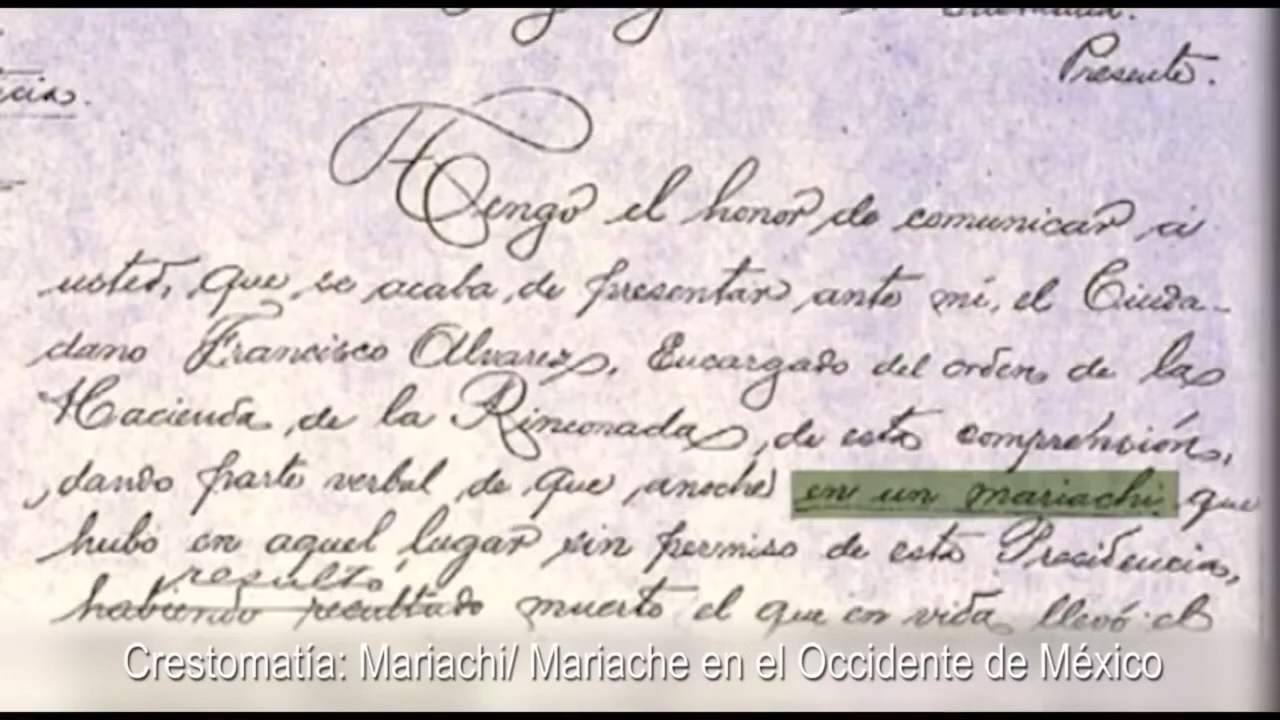 Presente.
Tengo el honor de comunicar á
usted, que se acaba de presentar ante mí, el Ciuda-
dano Francisco Alvarez, Encargado del orden de la
Hacienda de la Rinconada, de esta comprehsión,
dando parte verbal de que anoche en un mariachi que
hubo en aquel lugar sin permiso de esta Presidencia,
resultó
habiendo resultado muerto el que en vida llevó el
Crestomatía: Mariachi/ Mariache en el Occidente de México